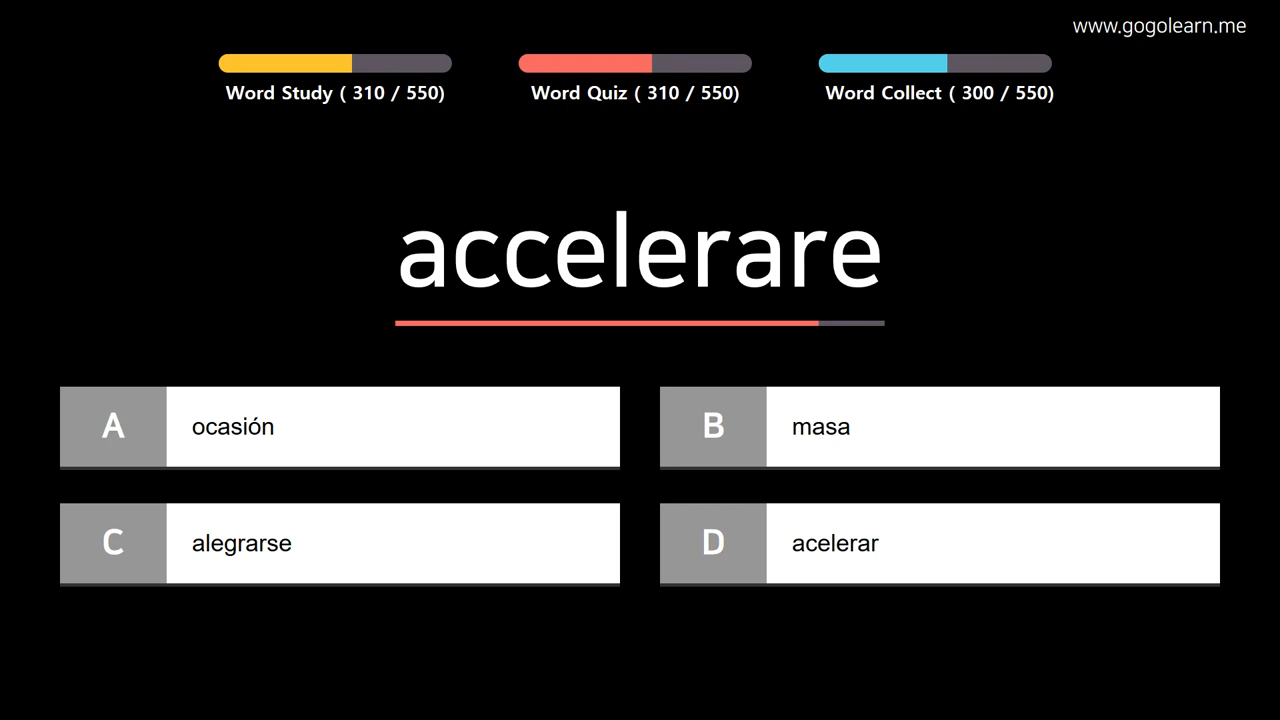 www.gogolearn.me
Word Study ( 310 / 550)
Word Quiz ( 310 / 550)
Word Collect ( 300 / 550)
accelerare
A
ocasión
B
masa
C
alegrarse
D
acelerar